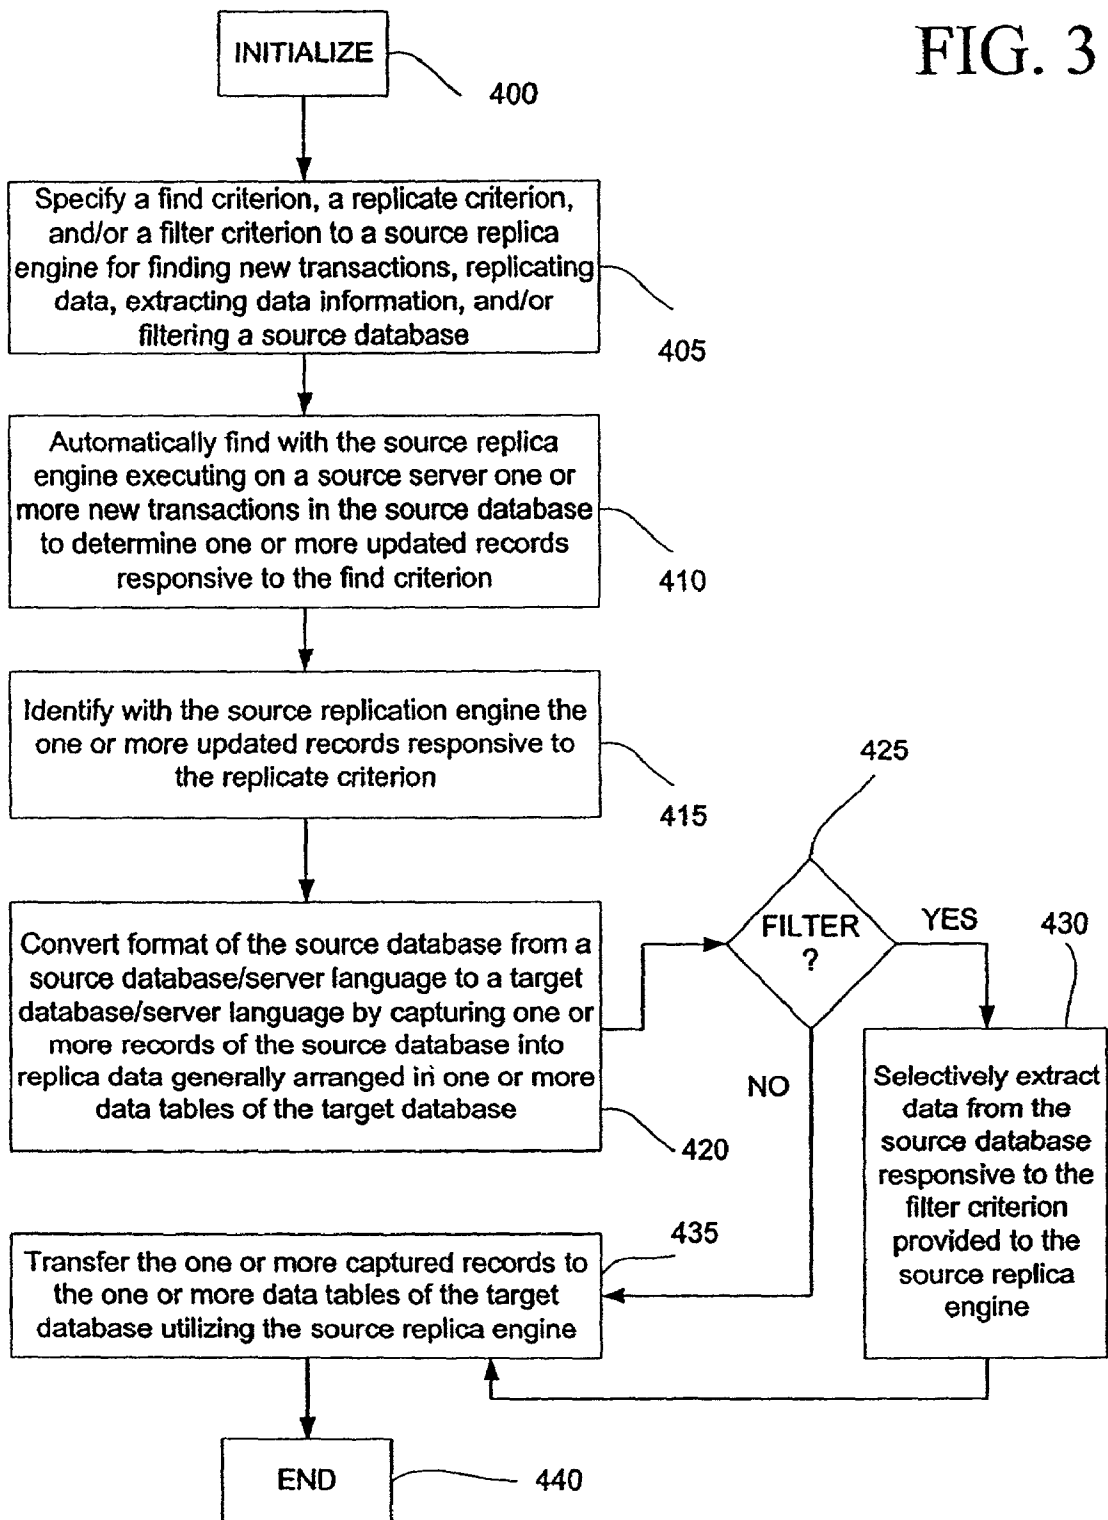 FIG. 3
INITIALIZE
400
Specify a find criterion, a replicate criterion,
and/or a filter criterion to a source replica
engine for finding new transactions, replicating
data, extracting data information, and/or
filtering a source database
405
Automatically find with the source replica
engine executing on a source server one or
more new transactions in the source database
to determine one or more updated records
responsive to the find criterion
410
Identify with the source replication engine the
one or more updated records responsive to
the replicate criterion
415
Convert format of the source database from a
source database/server language to a target
database/server language by capturing one or
more records of the source database into
replica data generally arranged in one or more
data tables of the target database
420
425
FILTER
?
YES
NO
430
Selectively extract
data from the
source database
responsive to the
filter criterion
provided to the
source replica
engine
435
Transfer the one or more captured records to
the one or more data tables of the target
database utilizing the source replica engine
END
440